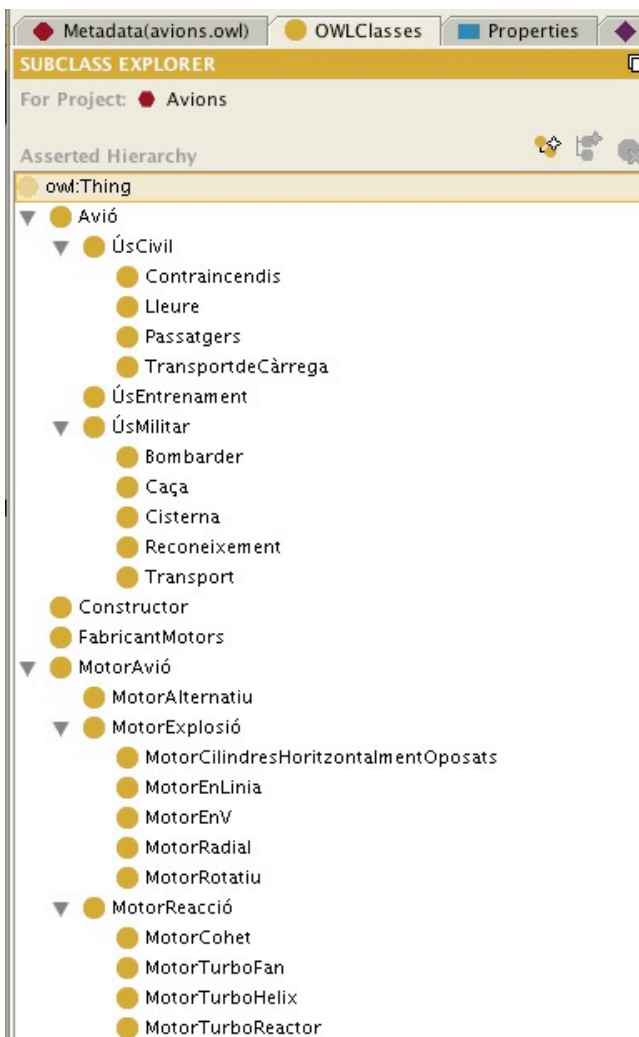 Metadata(avions.owl) OWLClasses Properties
SUBCLASS EXPLORER
For Project: Avions
Asserted Hierarchy
owl:Thing
Avió
ÚsCivil
Contraincendis
Lleure
Passatgers
TransportdeCàrrega
ÚsEntrenament
ÚsMilitar
Bombarder
Caça
Cisterna
Reconeixement
Transport
Constructor
FabricantMotors
MotorAvió
MotorAlternatiu
MotorExplosió
MotorCilindresHoritzontalmentOposats
MotorEnLinia
MotorEnV
MotorRadial
MotorRotatiu
MotorReacció
MotorCohet
MotorTurboFan
MotorTurboHelix
MotorTurboReactor